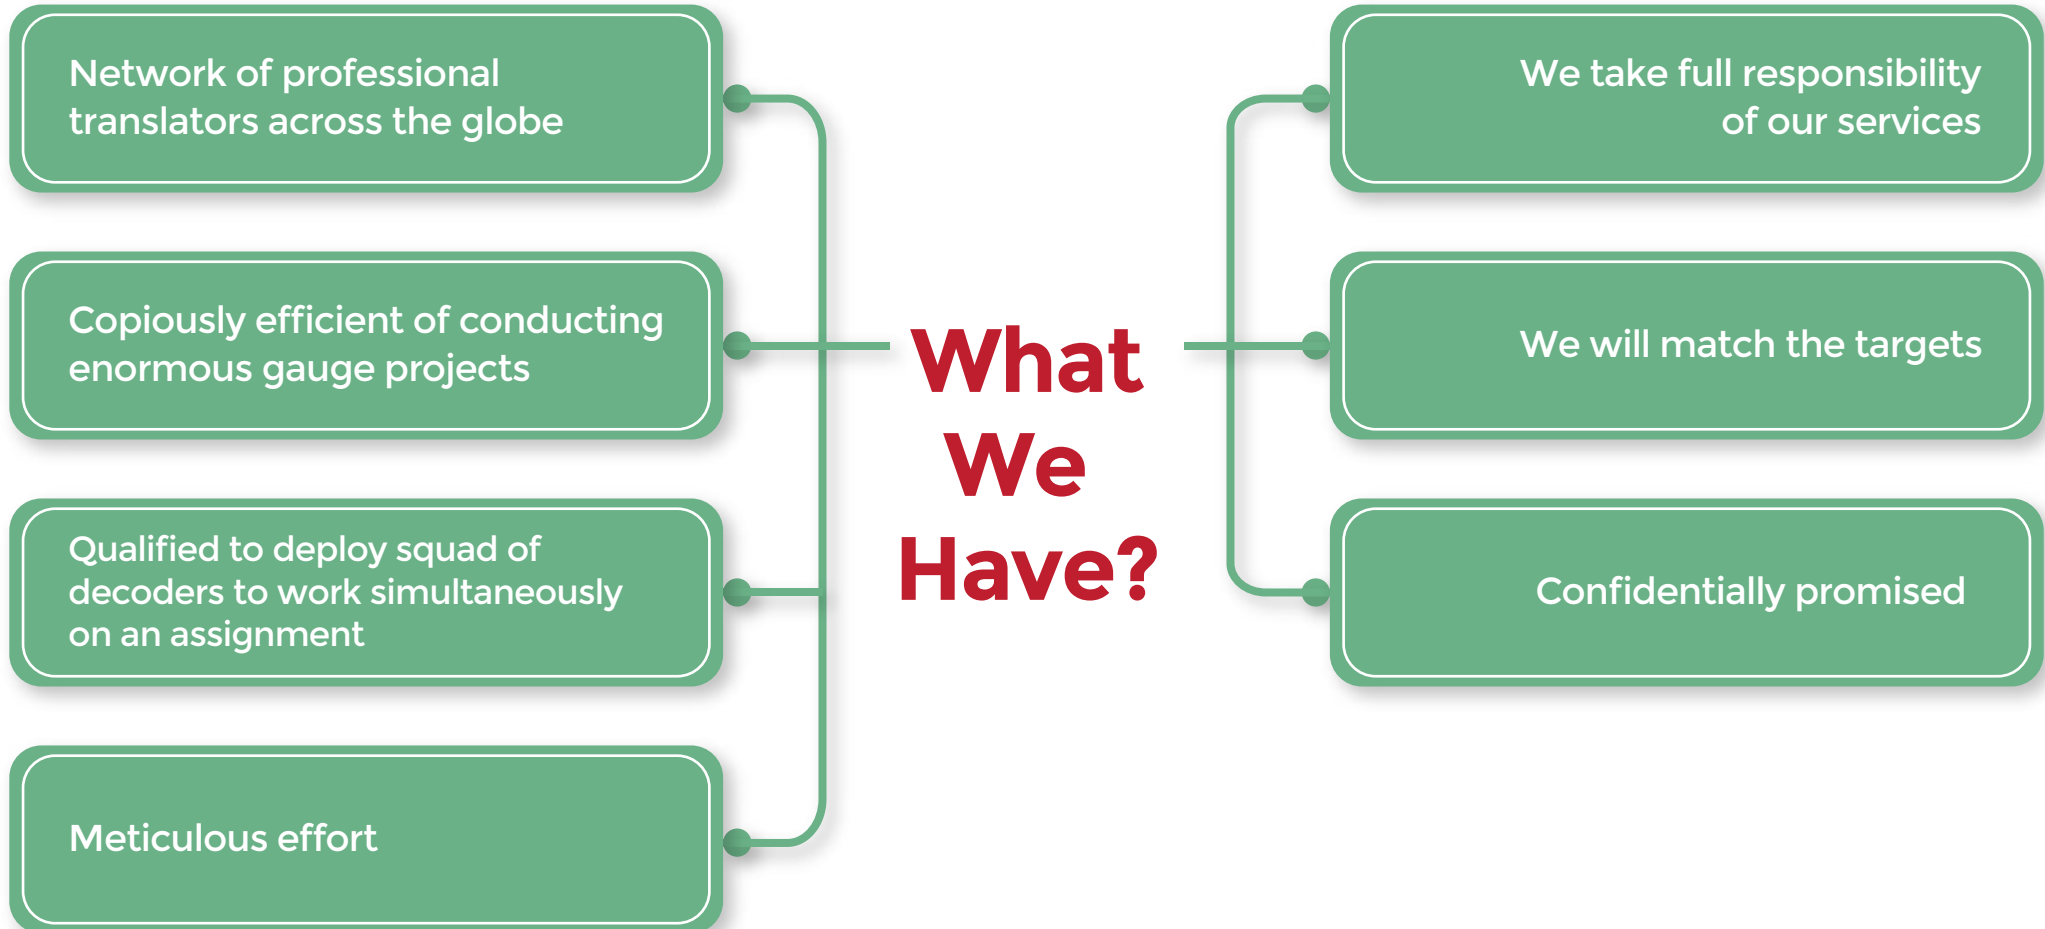 Network of professional
translators across the globe
Copiously efficient of conducting
enormous gauge projects
Qualified to deploy squad of
decoders to work simultaneously
on an assignment
Meticulous effort
What
We
Have?
We take full responsibility
of our services
We will match the targets
Confidentially promised